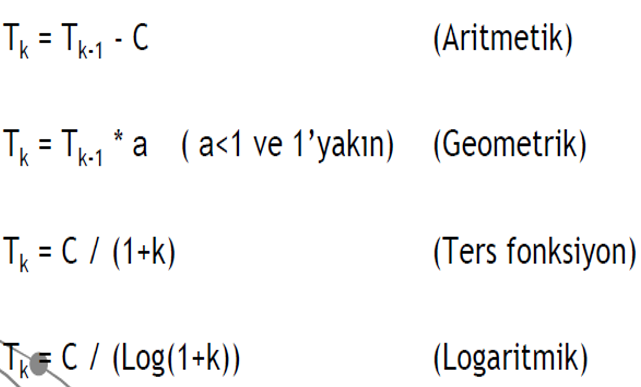 Tk = Tk-1 - C (Aritmetik)
Tk = Tk-1 * a ( a<1 ve 1’yakın) (Geometrik)
Tk = C / (1+k) (Ters fonksiyon)
Tk = C / (Log(1+k)) (Logaritmik)